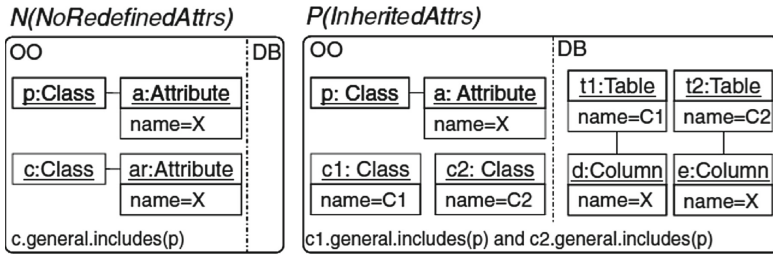 N(NoRedefinedAttrs)
OO
DB
p:Class
a:Attribute
name=X
c:Class
ar:Attribute
name=X
c.general.includes(p)
P(InheritedAttrs)
OO
DB
p: Class
a: Attribute
name=X
c1: Class
name=C1
c2: Class
name=C2
t1:Table
name=C1
t2:Table
name=C2
d:Column
name=X
e:Column
name=X
c1.general.includes(p) and c2.general.includes(p)